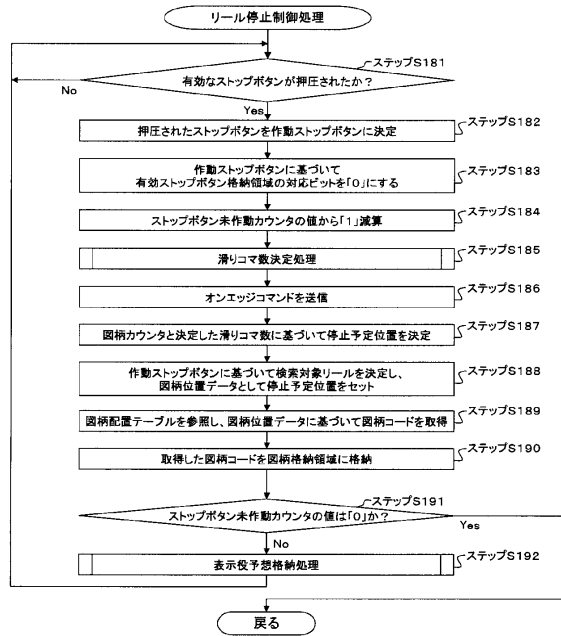 リール停止制御処理
ステップS181
有効なストップボタンが押圧されたか？
No
Yes
押圧されたストップボタンを作動ストップボタンに決定
ステップS182
作動ストップボタンに基づいて
有効ストップボタン格納領域の対応ビットを「0」にする
ステップS183
ストップボタン未作動カウンタの値から「1」減算
ステップS184
滑りコマ数決定処理
ステップS185
オンエッジコマンドを送信
ステップS186
図柄カウンタと決定した滑りコマ数に基づいて停止予定位置を決定
ステップS187
作動ストップボタンに基づいて検索対象リールを決定し、
図柄位置データとして停止予定位置をセット
ステップS188
図柄配置テーブルを参照し、図柄位置データに基づいて図柄コードを取得
ステップS189
取得した図柄コードを図柄格納領域に格納
ステップS190
ステップS191
ストップボタン未作動カウンタの値は「0」か？
Yes
No
表示役予想格納処理
ステップS192
戻る